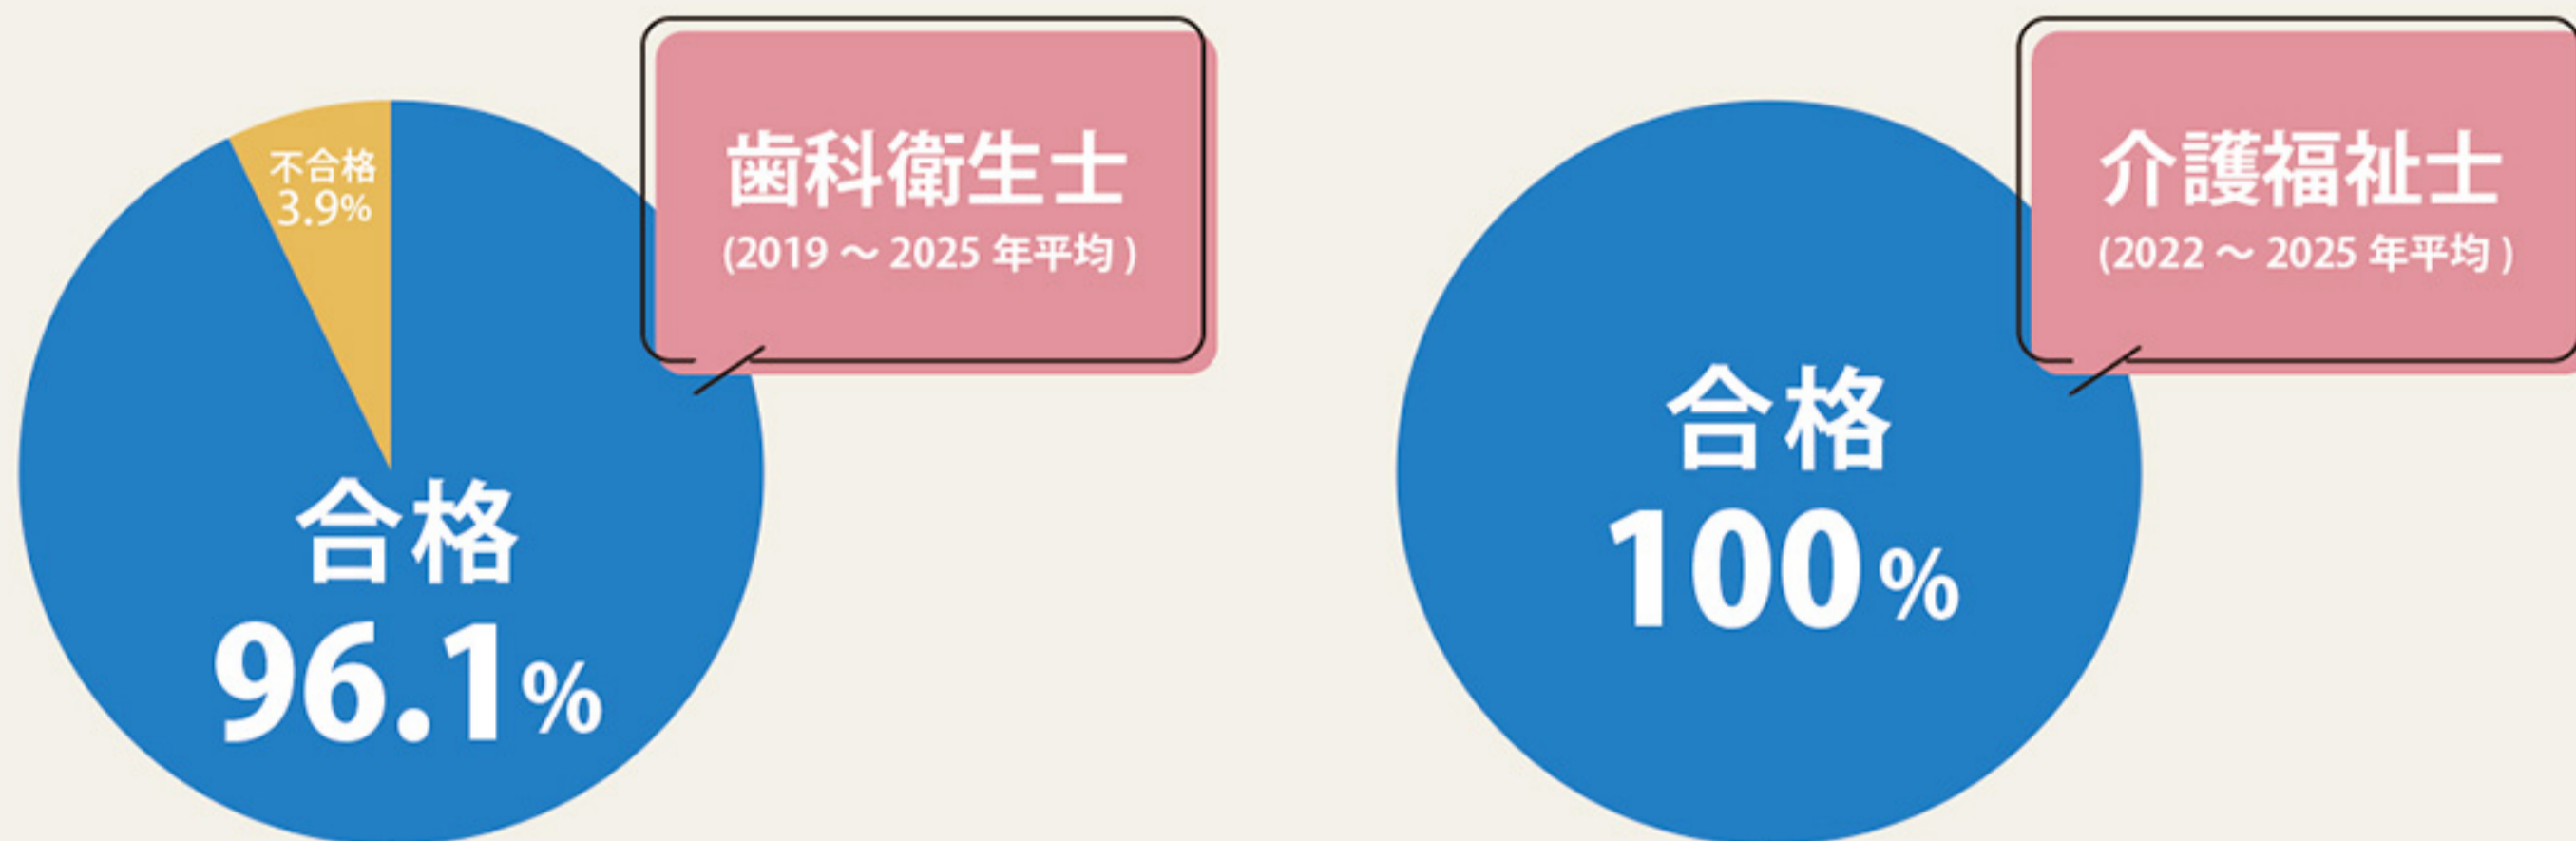 歯科衛生士
(2019 ～ 2025 年平均 )
不合格
3.9%
合格
96.1%
介護福祉士
(2022 ～ 2025 年平均 )
合格
100%